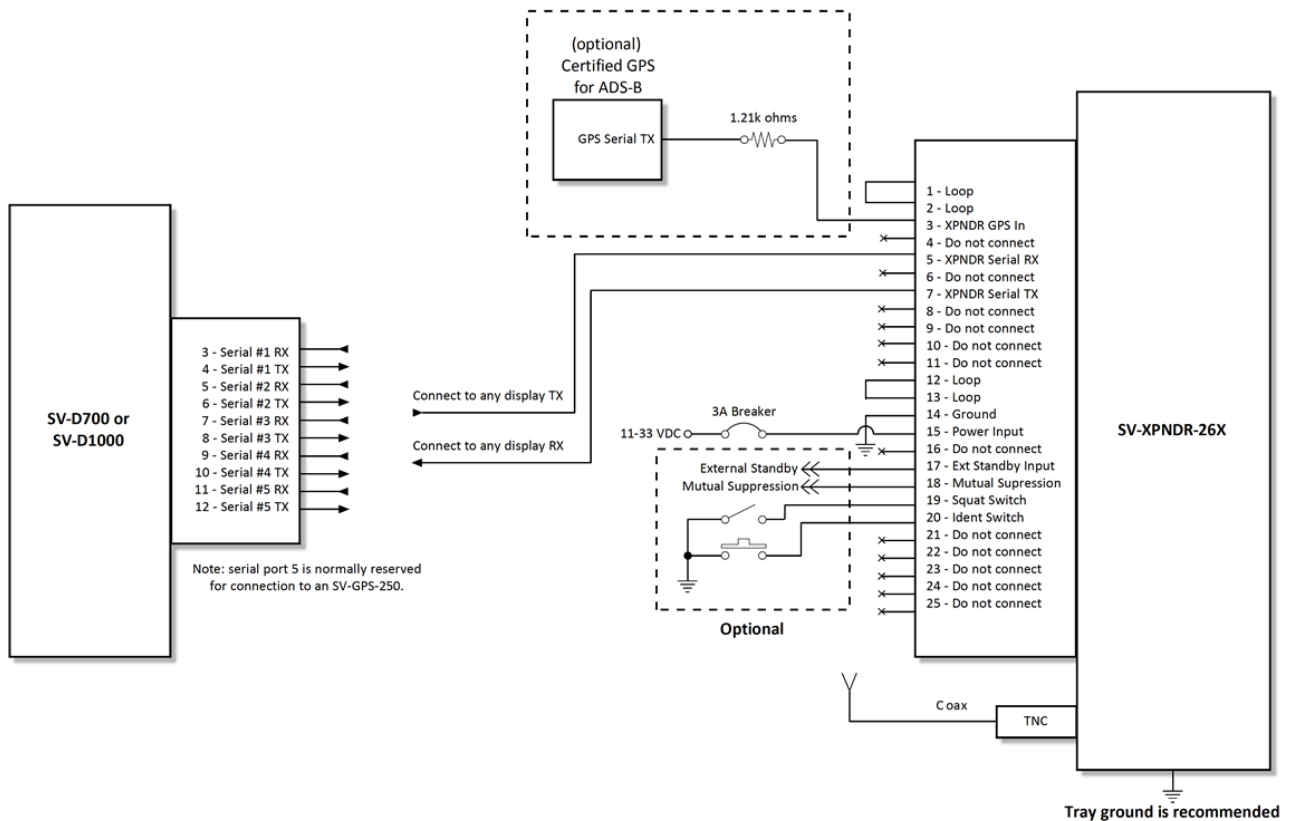 (optional)
Certified GPS
for ADS-B
GPS Serial TX
1.21k ohms
1 - Loop
2 - Loop
3 - XPNDR GPS In
4 - Do not connect
5 - XPNDR Serial RX
6 - Do not connect
7 - XPNDR Serial TX
8 - Do not connect
9 - Do not connect
10 - Do not connect
11 - Do not connect
12 - Loop
13 - Loop
14 - Ground
15 - Power Input
16 - Do not connect
17 - Ext Standby Input
18 - Mutual Supression
19 - Squat Switch
20 - Ident Switch
21 - Do not connect
22 - Do not connect
23 - Do not connect
24 - Do not connect
25 - Do not connect
SV-XPNDR-26X
SV-D700 or
SV-D1000
3 - Serial #1 RX
4 - Serial #1 TX
5 - Serial #2 RX
6 - Serial #2 TX
7 - Serial #3 RX
8 - Serial #3 TX
9 - Serial #4 RX
10 - Serial #4 TX
11 - Serial #5 RX
12 - Serial #5 TX
Note: serial port 5 is normally reserved
for connection to an SV-GPS-250.
Connect to any display TX
Connect to any display RX
3A Breaker
11-33 VDC
External Standby
Mutual Suppression
Optional
Coax
TNC
Tray ground is recommended